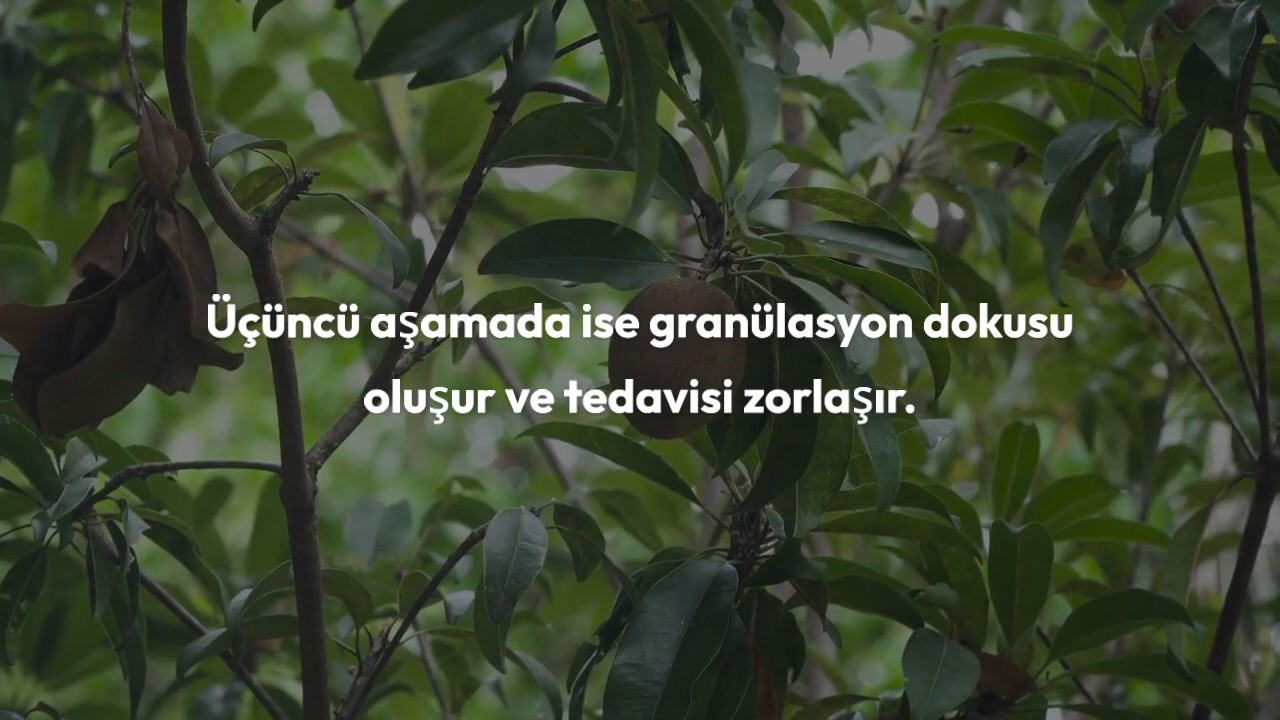 Üçüncü aşamada ise granülasyon dokusu
oluşur ve tedavisi zorlaşır.